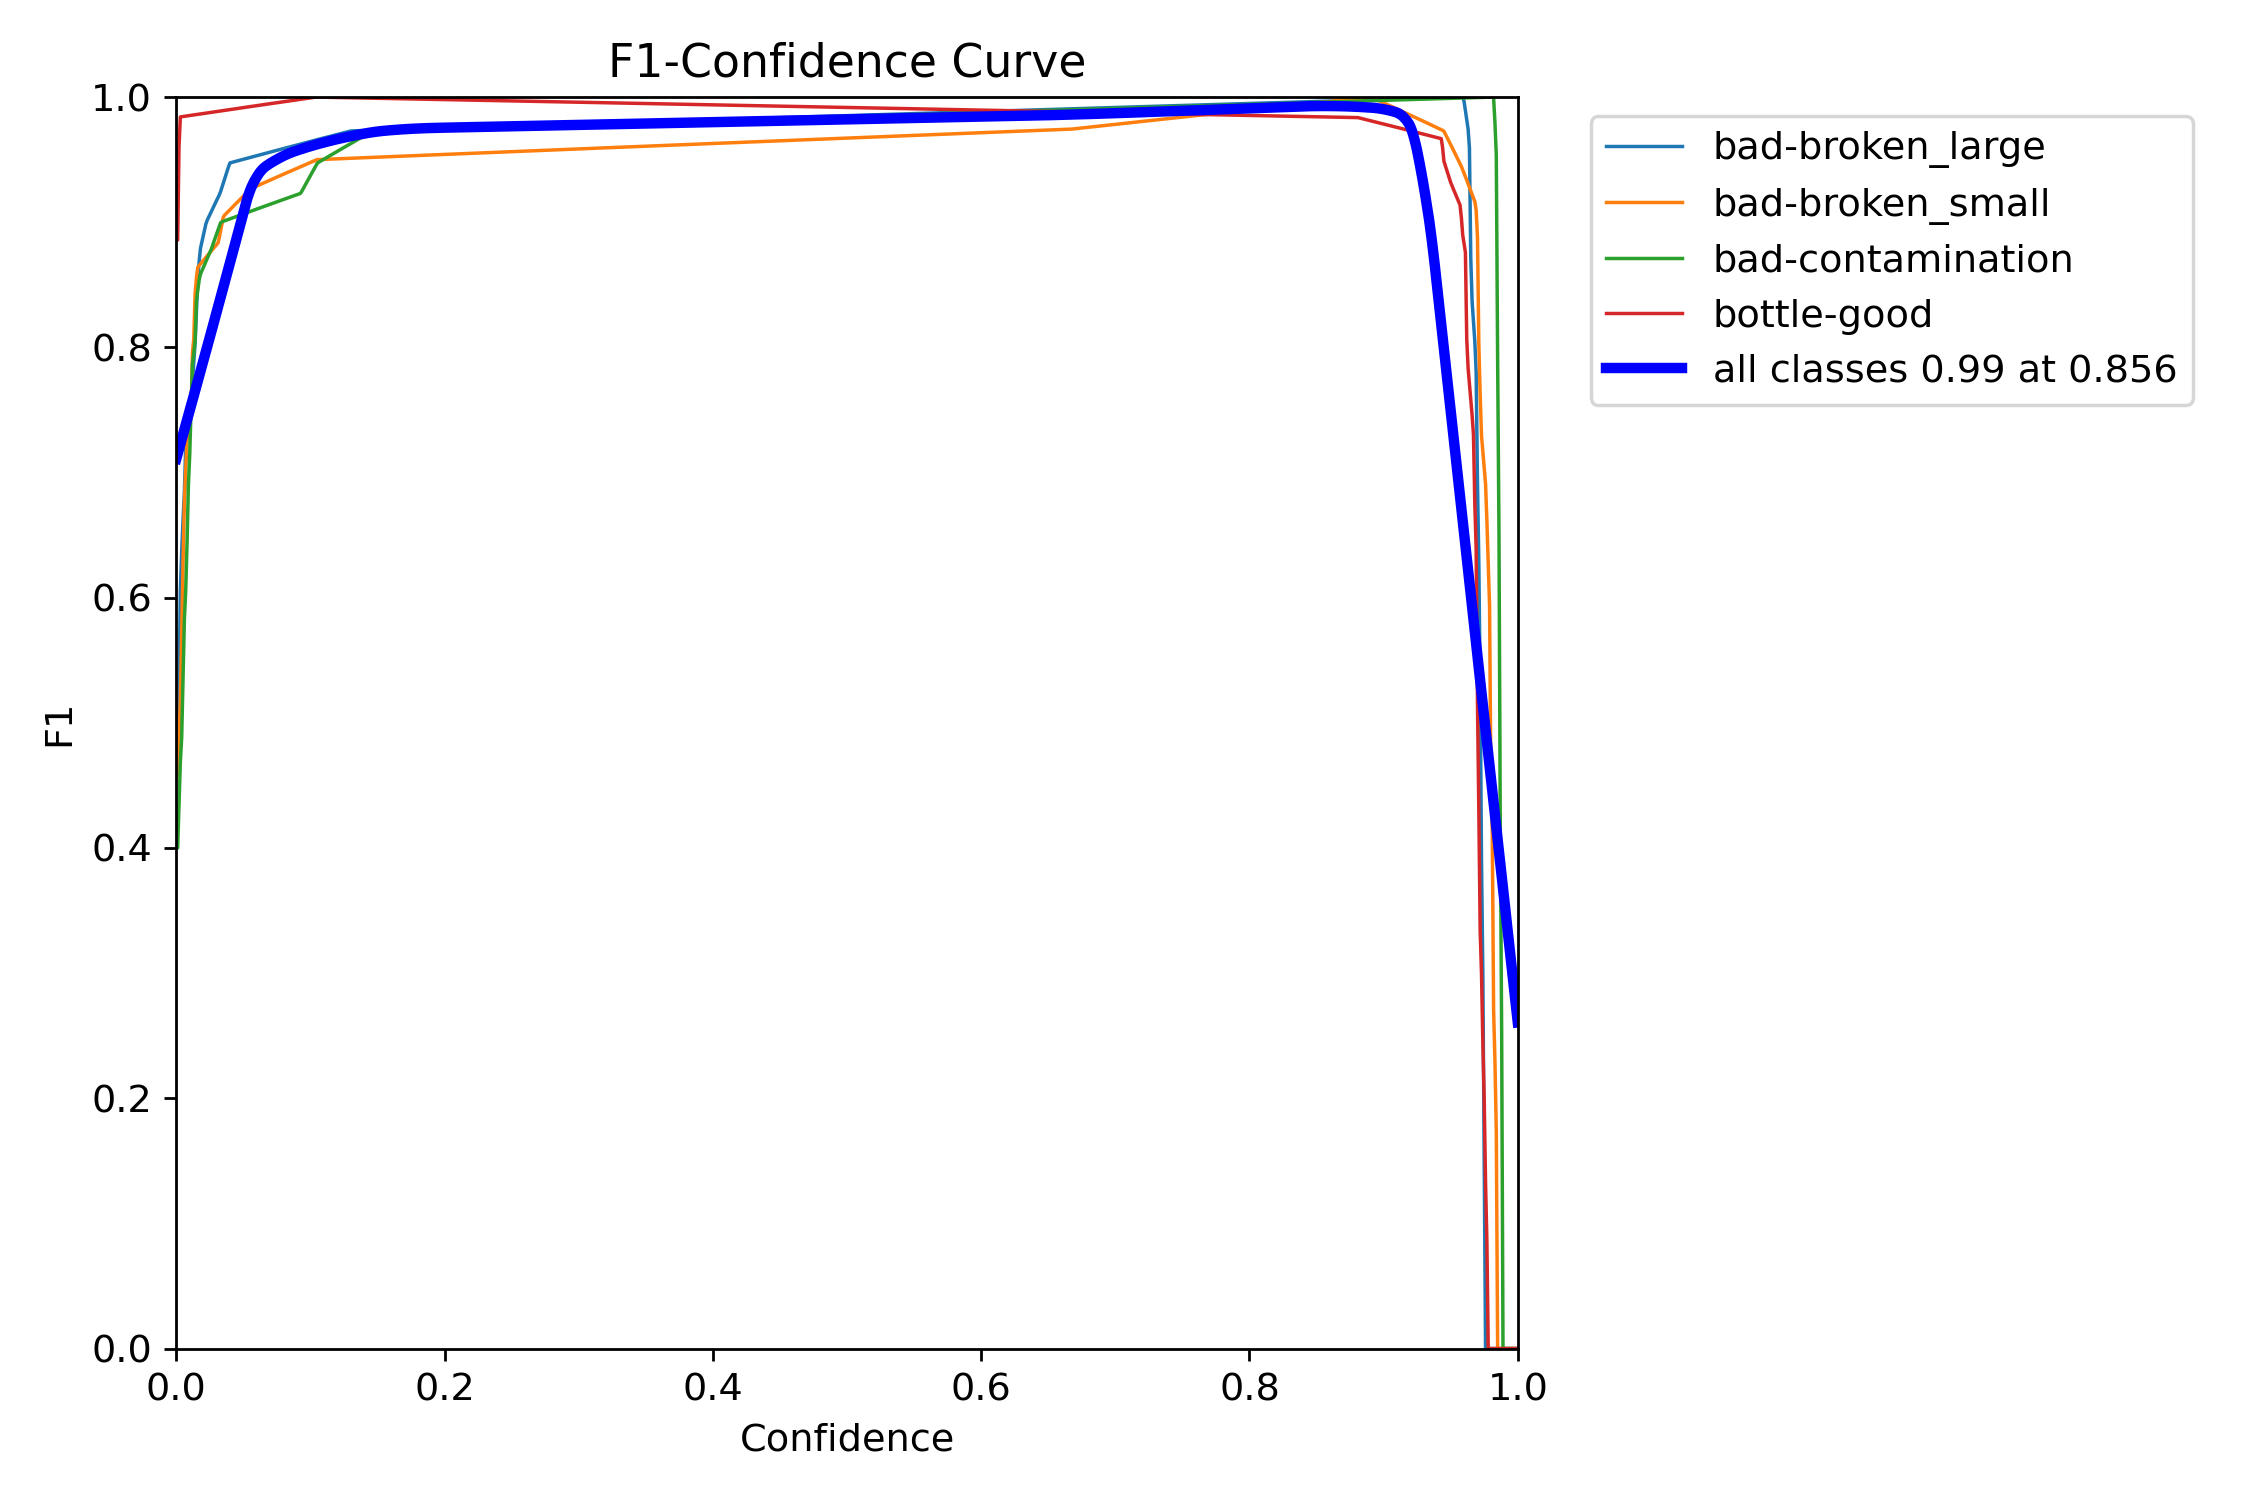 F1-Confidence Curve
1.0
0.8
0.6
0.4
0.2
0.0
F1
0.0 0.2 0.4 0.6 0.8 1.0
Confidence
bad-broken_large
bad-broken_small
bad-contamination
bottle-good
all classes 0.99 at 0.856